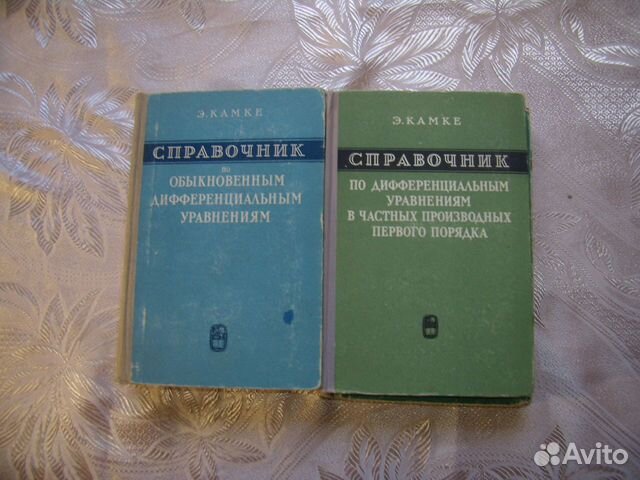 Э. КАМКЕ
СПРАВОЧНИК
по
ОБЫКНОВЕННЫМ
ДИФФЕРЕНЦИАЛЬНЫМ
УРАВНЕНИЯМ
Э. КАМКЕ
СПРАВОЧНИК
ПО ДИФФЕРЕНЦИАЛЬНЫМ
УРАВНЕНИЯМ
В ЧАСТНЫХ ПРОИЗВОДНЫХ
ПЕРВОГО ПОРЯДКА
Avito